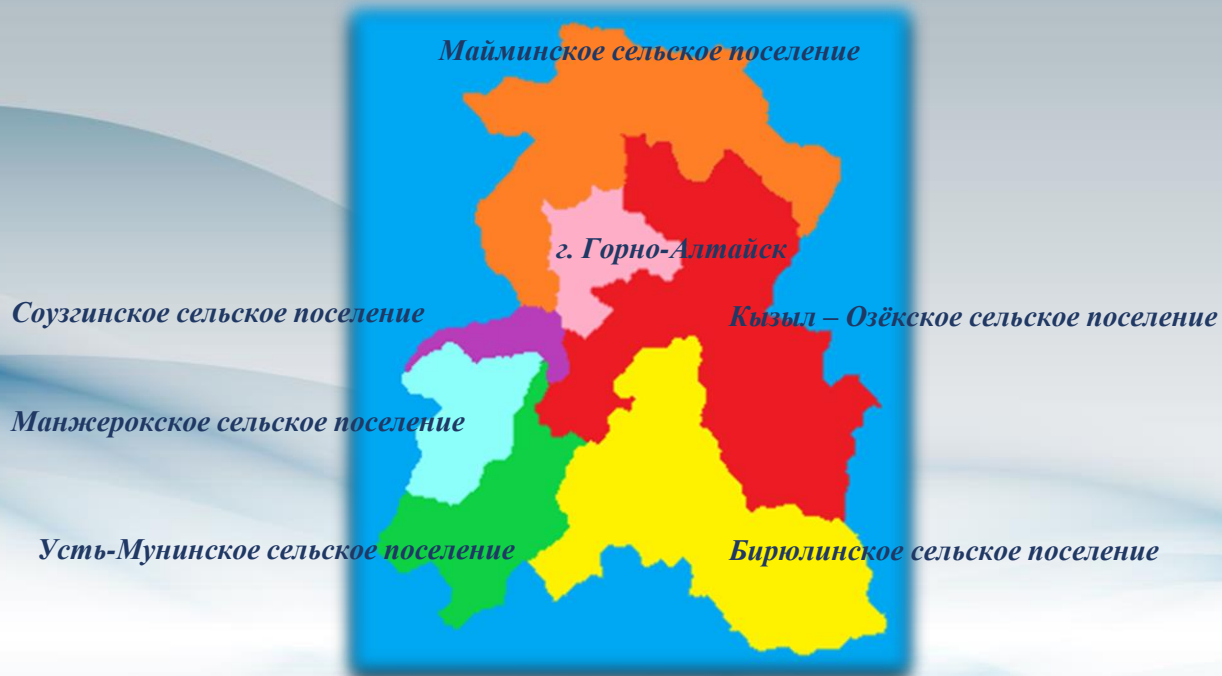 Майминское сельское поселение
г. Горно-Алтайск
Соузгинское сельское поселение
Кызыл – Озёкское сельское поселение
Манжерокское сельское поселение
Усть-Мунинское сельское поселение
Бирюлинское сельское поселение